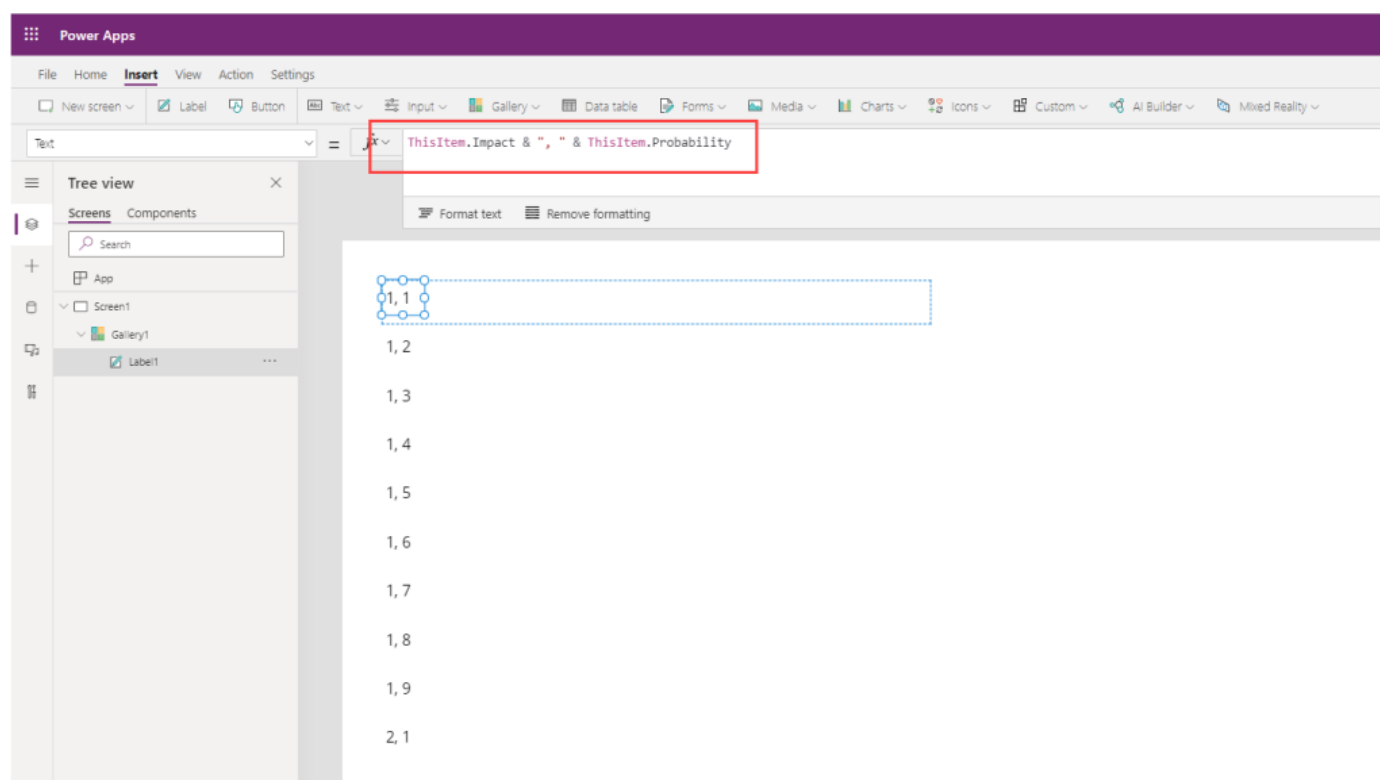 Power Apps
File Home Insert View Action Settings
New screen Label Button Abc Text Input Gallery Data table Forms Media Charts Icons Custom AI Builder Mixed Reality
Text = fx ThisItem.Impact & ", " & ThisItem.Probability
Tree view
Screens Components
Format text Remove formatting
Search
App
Screen1
Gallery1
Label1 ...
1, 1
1, 2
1, 3
1, 4
1, 5
1, 6
1, 7
1, 8
1, 9
2, 1